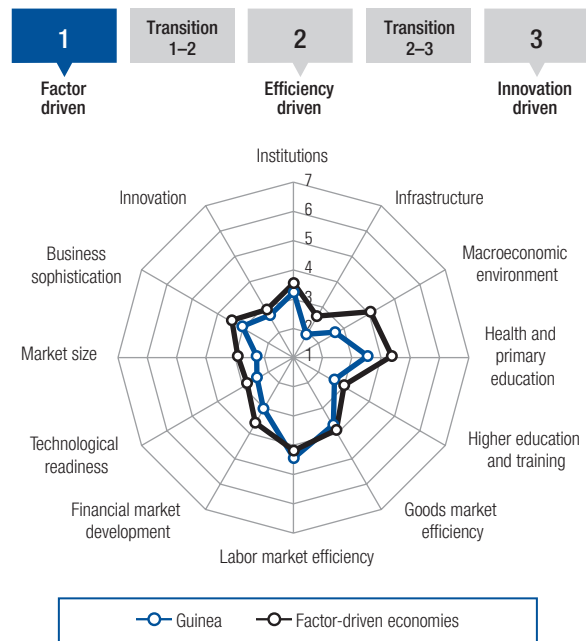 1
Transition
1–2
2
Transition
2–3
3
Factor
driven
Efficiency
driven
Innovation
driven
Institutions
Infrastructure
Macroeconomic
environment
Health and
primary
education
Higher education
and training
Goods market
efficiency
Labor market efficiency
Financial market
development
Technological
readiness
Market size
Business
sophistication
Innovation
7
6
5
4
3
2
1
Guinea
Factor-driven economies